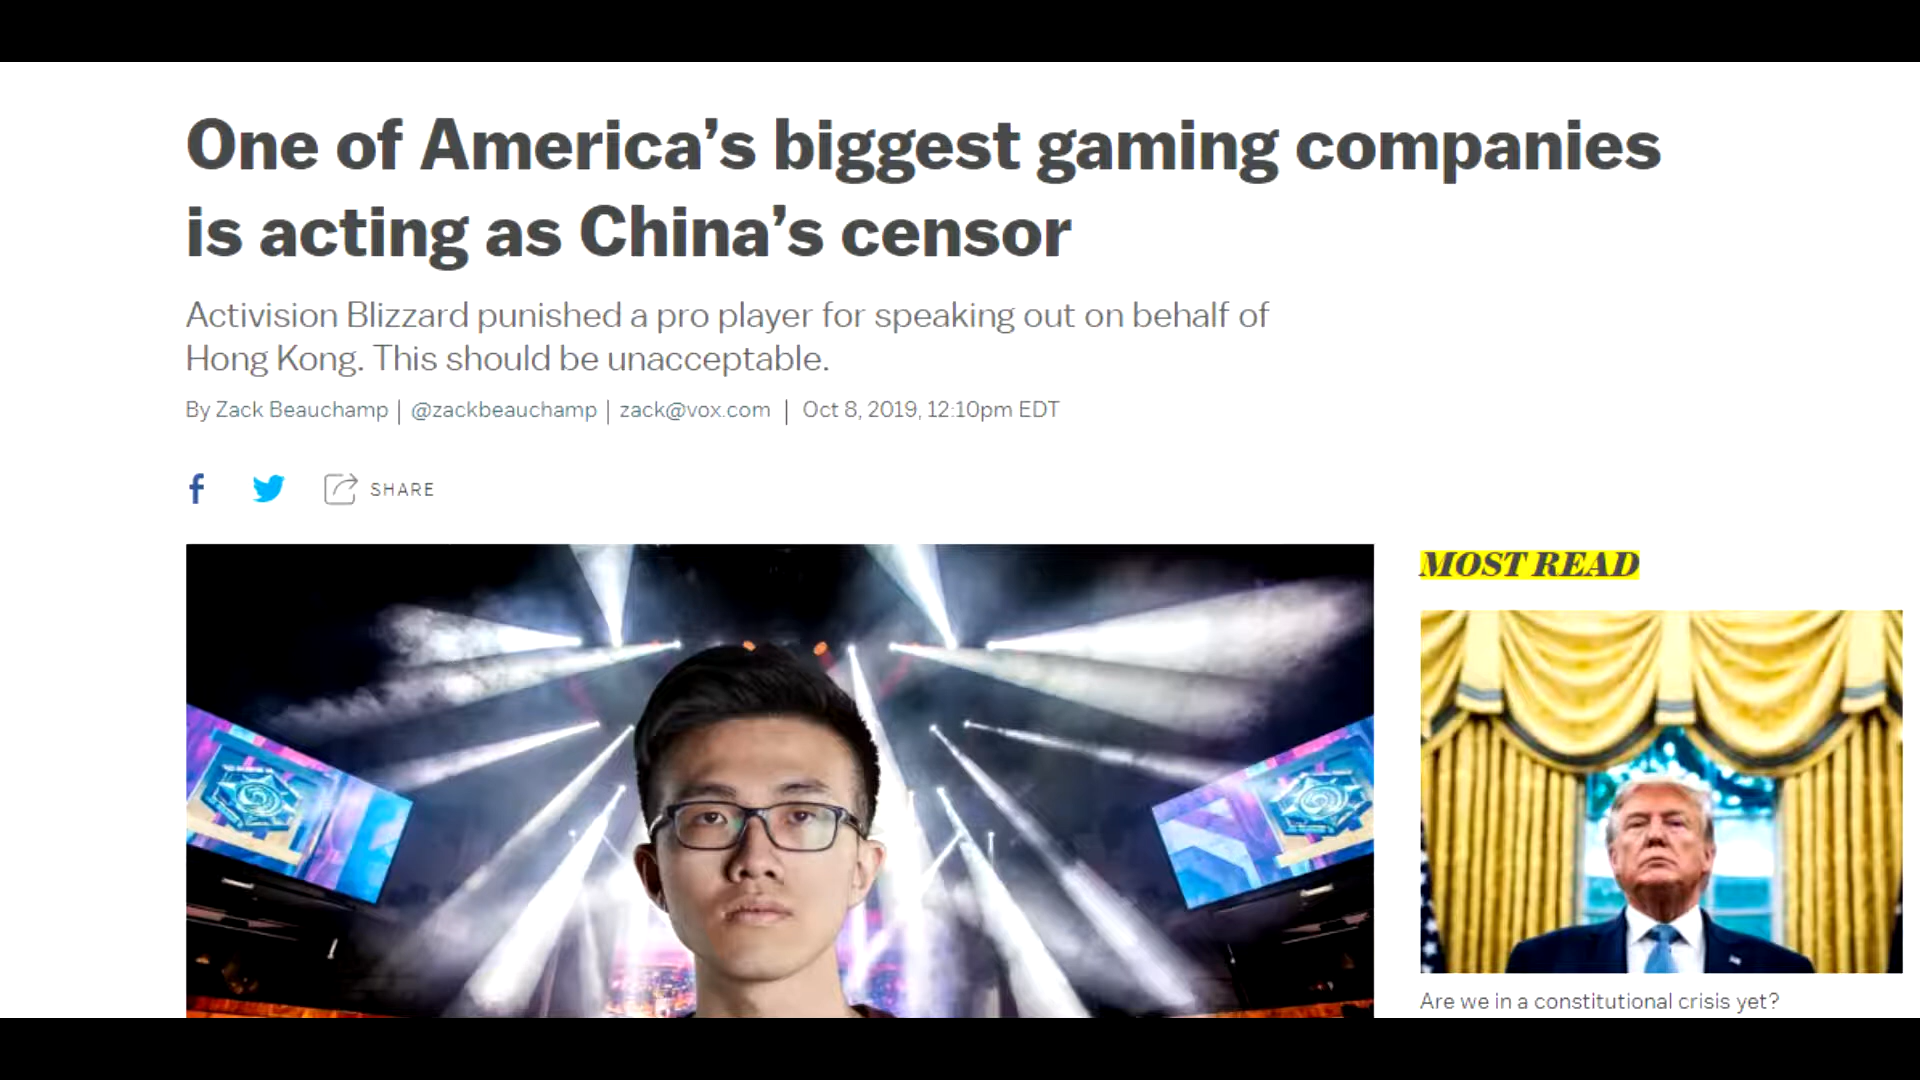 One of America’s biggest gaming companies
is acting as China’s censor
Activision Blizzard punished a pro player for speaking out on behalf of
Hong Kong. This should be unacceptable.
By Zack Beauchamp | @zackbeauchamp | zack@vox.com | Oct 8, 2019, 12:10pm EDT
SHARE
MOST READ
Are we in a constitutional crisis yet?